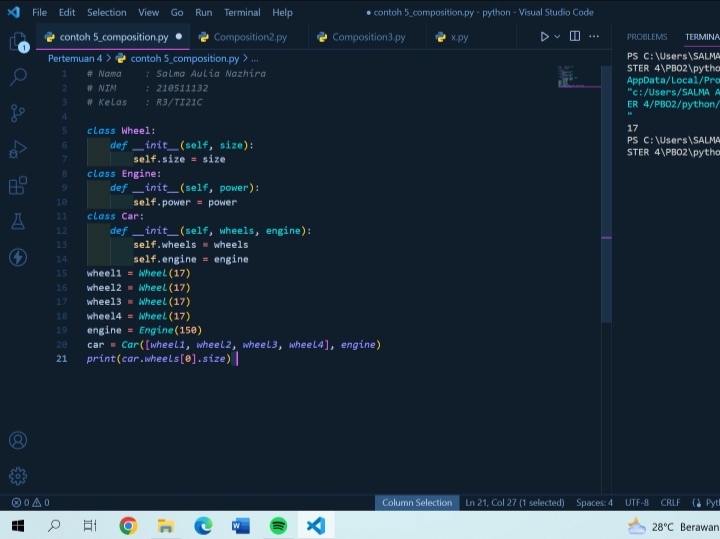 File Edit Selection View Go Run Terminal Help
● contoh 5_composition.py - python - Visual Studio Code
1
contoh 5_composition.py ●
Composition2.py
Composition3.py
x.py
Pertemuan 4 > contoh 5_composition.py > ...
1 # Nama : Salma Aulia Nazhira
2 # NIM : 210511132
3 # Kelas : R3/TI21C
4
5 class Wheel:
6 def __init__(self, size):
7 self.size = size
8 class Engine:
9 def __init__(self, power):
10 self.power = power
11 class Car:
12 def __init__(self, wheels, engine):
13 self.wheels = wheels
14 self.engine = engine
15 wheel1 = Wheel(17)
16 wheel2 = Wheel(17)
17 wheel3 = Wheel(17)
18 wheel4 = Wheel(17)
19 engine = Engine(150)
20 car = Car([wheel1, wheel2, wheel3, wheel4], engine)
21 print(car.wheels[0].size)
PROBLEMS TERMINA
PS C:\Users\SALMA
STER 4\PBO2\pytho
AppData/Local/Pro
"c:/Users/SALMA A
ER 4/PBO2/python/
"
17
PS C:\Users\SALMA
STER 4\PBO2\pytho
0 0
Column Selection
Ln 21, Col 27 (1 selected)
Spaces: 4
UTF-8
CRLF
Pyt
28°C Berawan